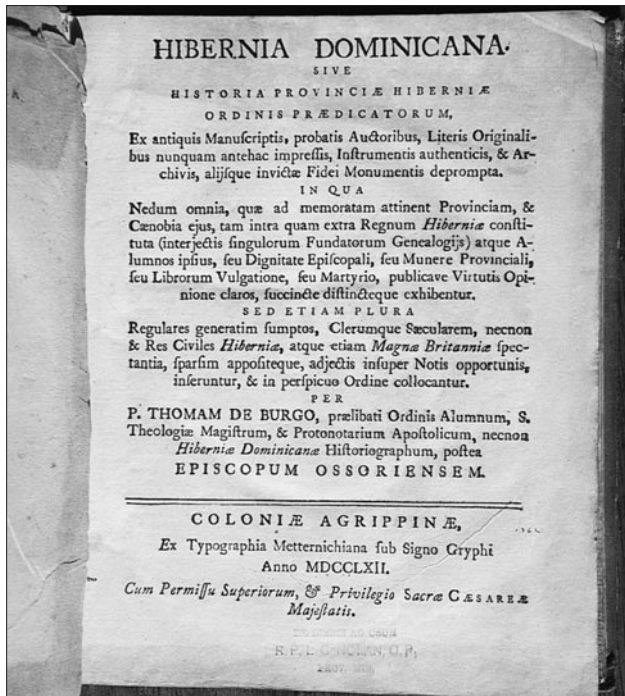 HIBERNIA DOMINICANA.
SIVE
HISTORIA PROVINCIÆ HIBERNIÆ
ORDINIS PRÆDICATORUM,
Ex antiquis Manuſcriptis, probatis Auctoribus, Literis Originali-
bus nunquam antehac impreſſis, Inſtrumentis authenticis, & Ar-
chivis, alijſque invictæ Fidei Monumentis deprompta.
IN QUA
Nedum omnia, quæ ad memoratam attinent Provinciam, &
Cœnobia ejus, tam intra quam extra Regnum Hiberniæ conſti-
tuta (interjectis ſingulorum Fundatorum Genealogijs) atque A-
lumnos ipſius, ſeu Dignitate Epiſcopali, ſeu Munere Provinciali,
ſeu Librorum Vulgatione, ſeu Martyrio, publicave Virtutis Opi-
nione claros, ſuccincte diſtincteque exhibentur.
SED ETIAM PLURA
Regulares generatim ſumptos, Clerumque Sæcularem, necnon
& Res Civiles Hiberniæ, atque etiam Magnæ Britanniæ ſpec-
tantia, ſparſim appoſiteque, adjectis inſuper Notis opportunis,
inſeruntur, & in perſpicuo Ordine collocantur.
PER
P. THOMAM DE BURGO, prælibati Ordinis Alumnum, S.
Theologiæ Magiſtrum, & Protonotarium Apoſtolicum, necnon
Hiberniæ Dominicanæ Hiſtoriographum, poſtea
EPISCOPUM OSSORIENSEM.
COLONIÆ AGRIPPINÆ,
Ex Typographia Metternichiana ſub Signo Gryphi
Anno MDCCLXII.
Cum Permiſſu Superiorum, & Privilegio Sacræ CÆSAREÆ
Majeſtatis.
R. P. L. C. NOLAN, O. P.,